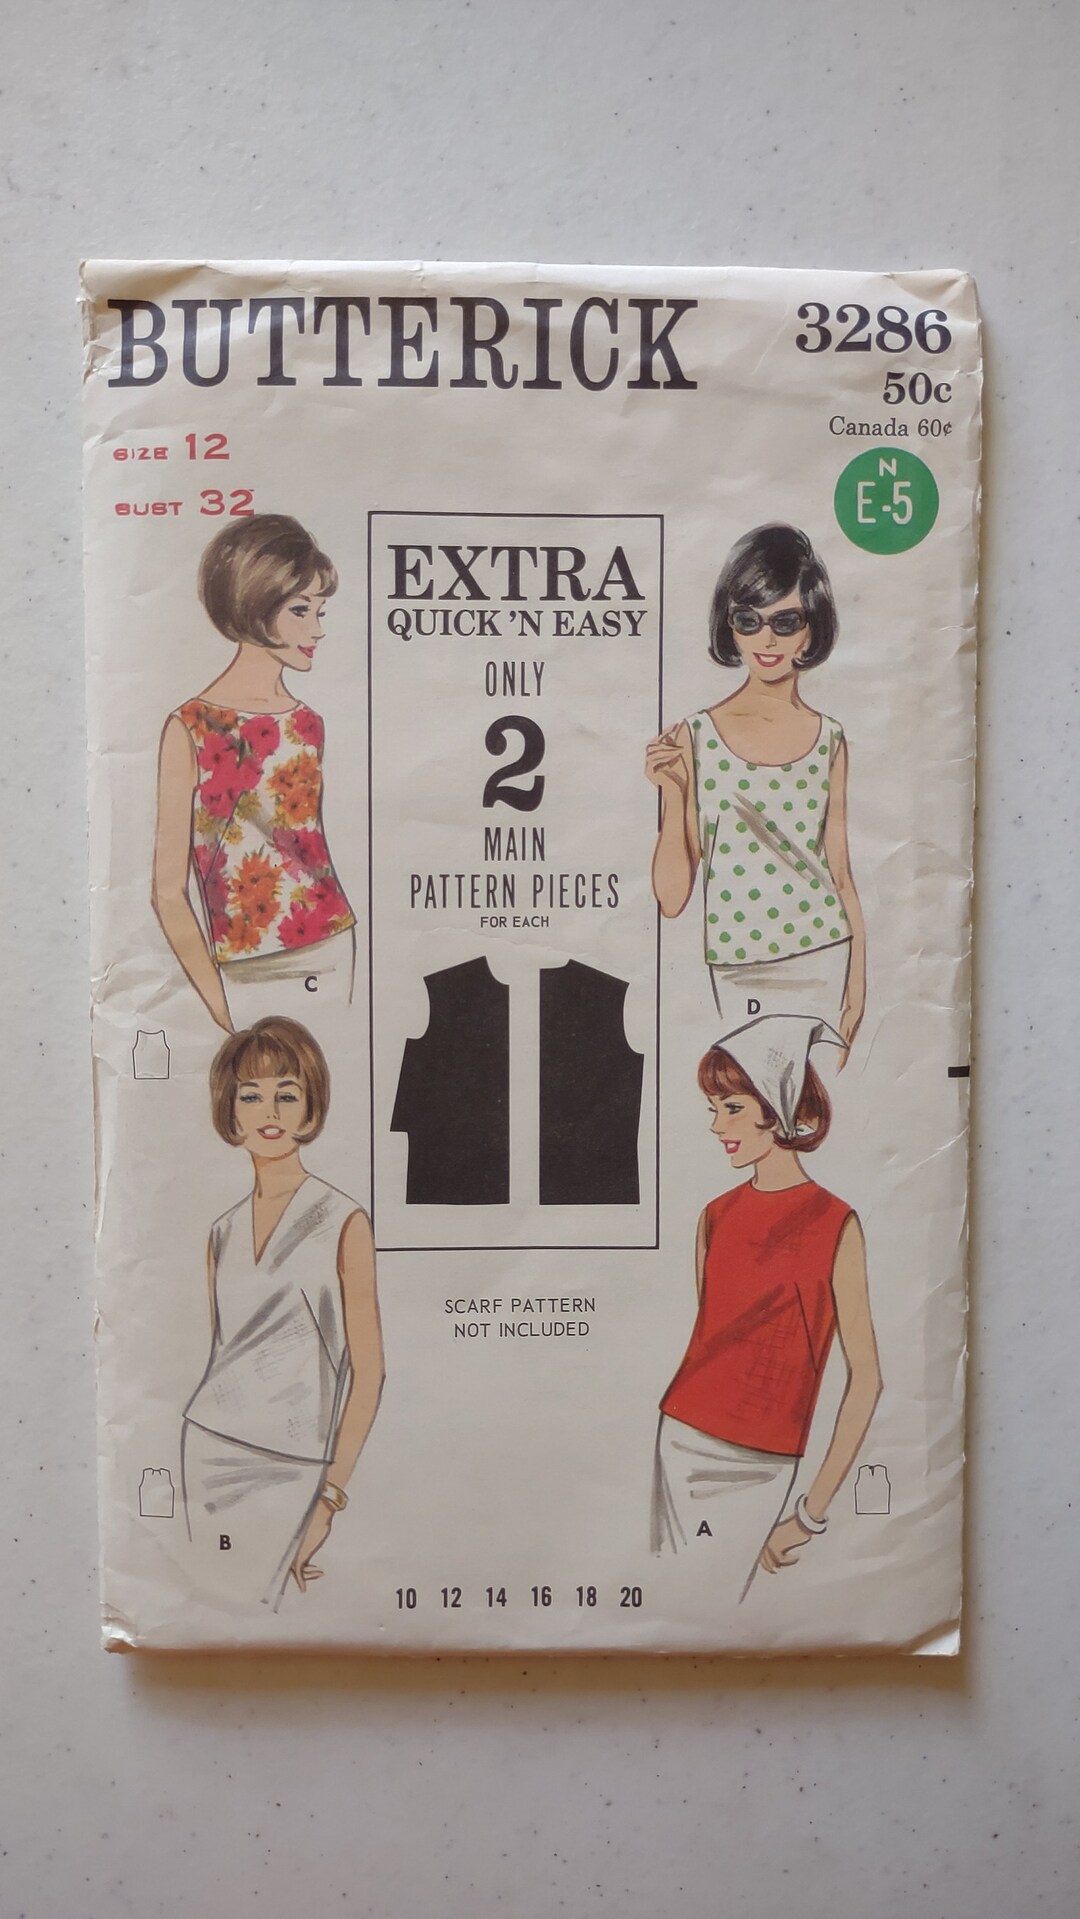 BUTTERICK
3286
50c
Canada 60¢
SIZE 12
BUST 32
N
E-5
EXTRA
QUICK 'N EASY
ONLY
2
MAIN
PATTERN PIECES
FOR EACH
C
D
SCARF PATTERN
NOT INCLUDED
B
A
10 12 14 16 18 20